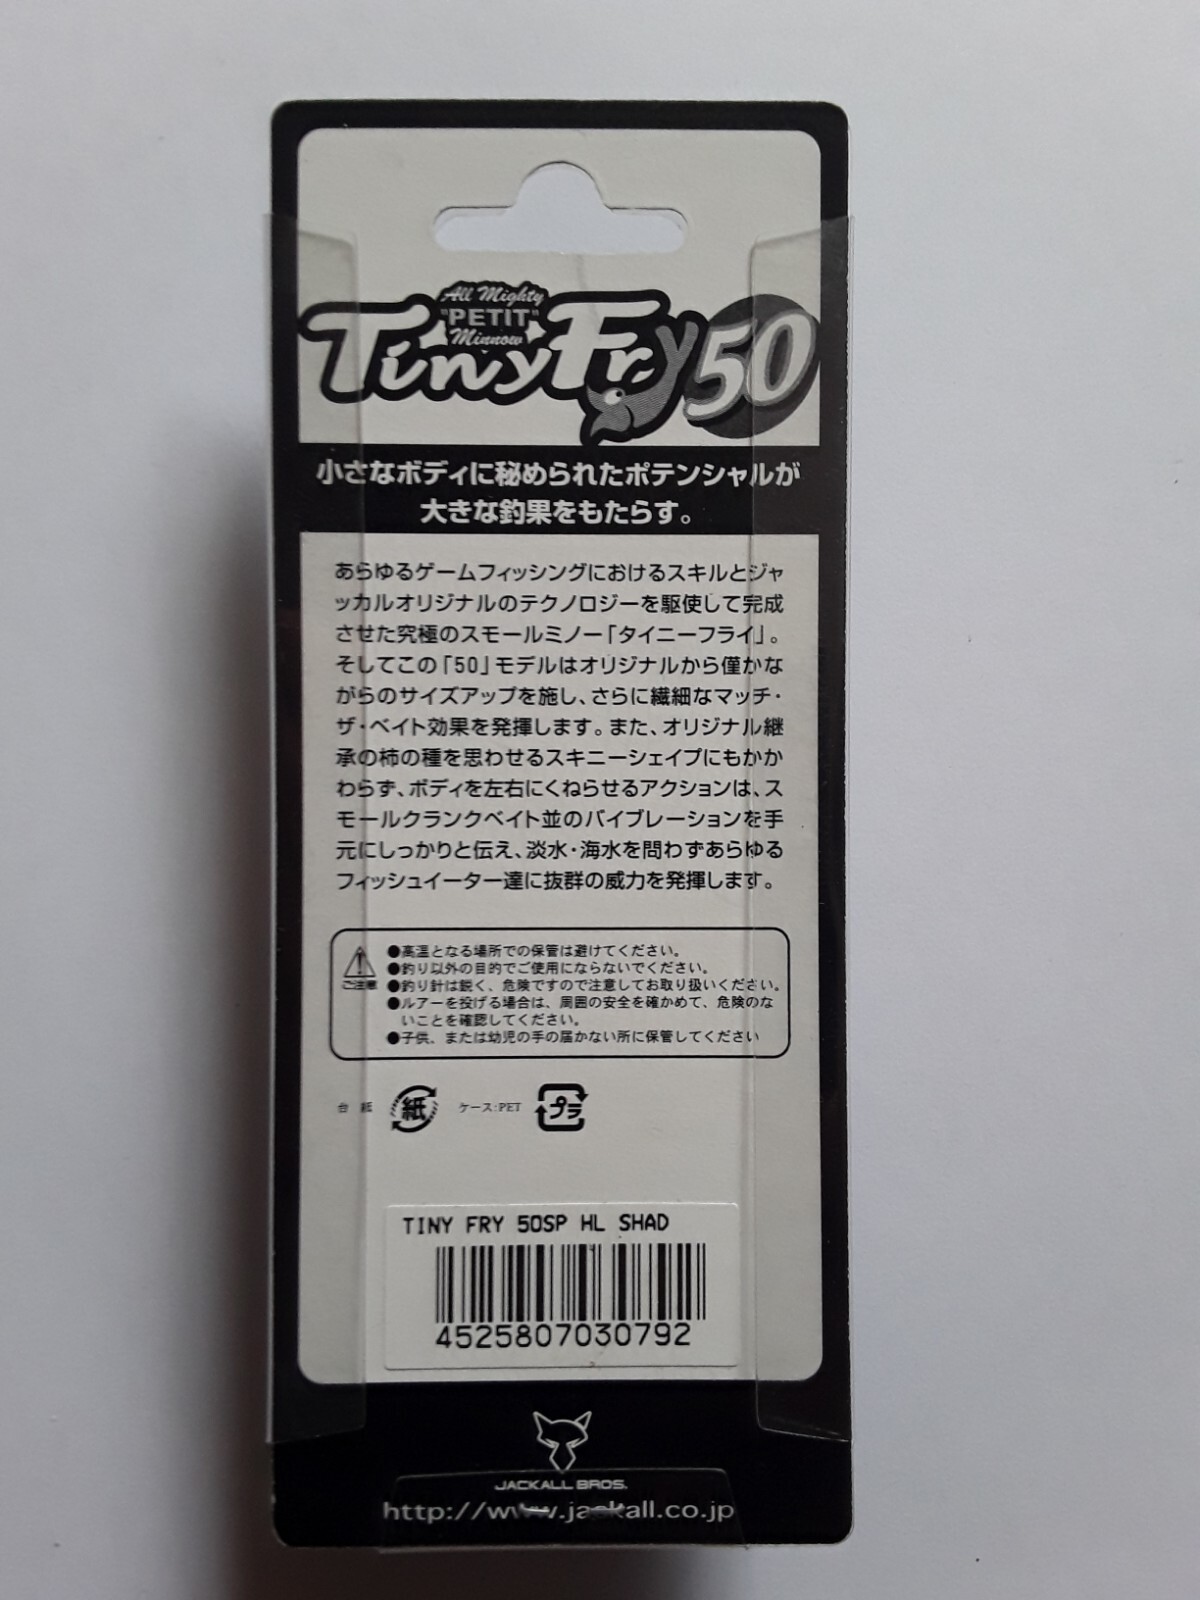 All Mighty
"PETIT"
Minnow
Tiny Fry 50
小さなボディに秘められたポテンシャルが
大きな釣果をもたらす。
あらゆるゲームフィッシングにおけるスキルとジャ
ッカルオリジナルのテクノロジーを駆使して完成
させた究極のスモールミノー「タイニーフライ」。
そしてこの「50」モデルはオリジナルから僅かな
がらのサイズアップを施し、さらに繊細なマッチ・
ザ・ベイト効果を発揮します。また、オリジナル継
承の柿の種を思わせるスキニーシェイプにもかか
わらず、ボディを左右にくねらせるアクションは、ス
モールクランクベイト並のバイブレーションを手
元にしっかりと伝え、淡水・海水を問わずあらゆる
フィッシュイーター達に抜群の威力を発揮します。
ご注意
●高温となる場所での保管は避けてください。
●釣り以外の目的でご使用にならないでください。
●釣り針は鋭く、危険ですので注意してお取り扱いください。
●ルアーを投げる場合は、周囲の安全を確かめて、危険のな
いことを確認してください。
●子供、または幼児の手の届かない所に保管してください
台 紙 紙 ケース:PET プラ
TINY FRY 50SP HL SHAD
4525807030792
JACKALL BROS.
http://www.jackall.co.jp